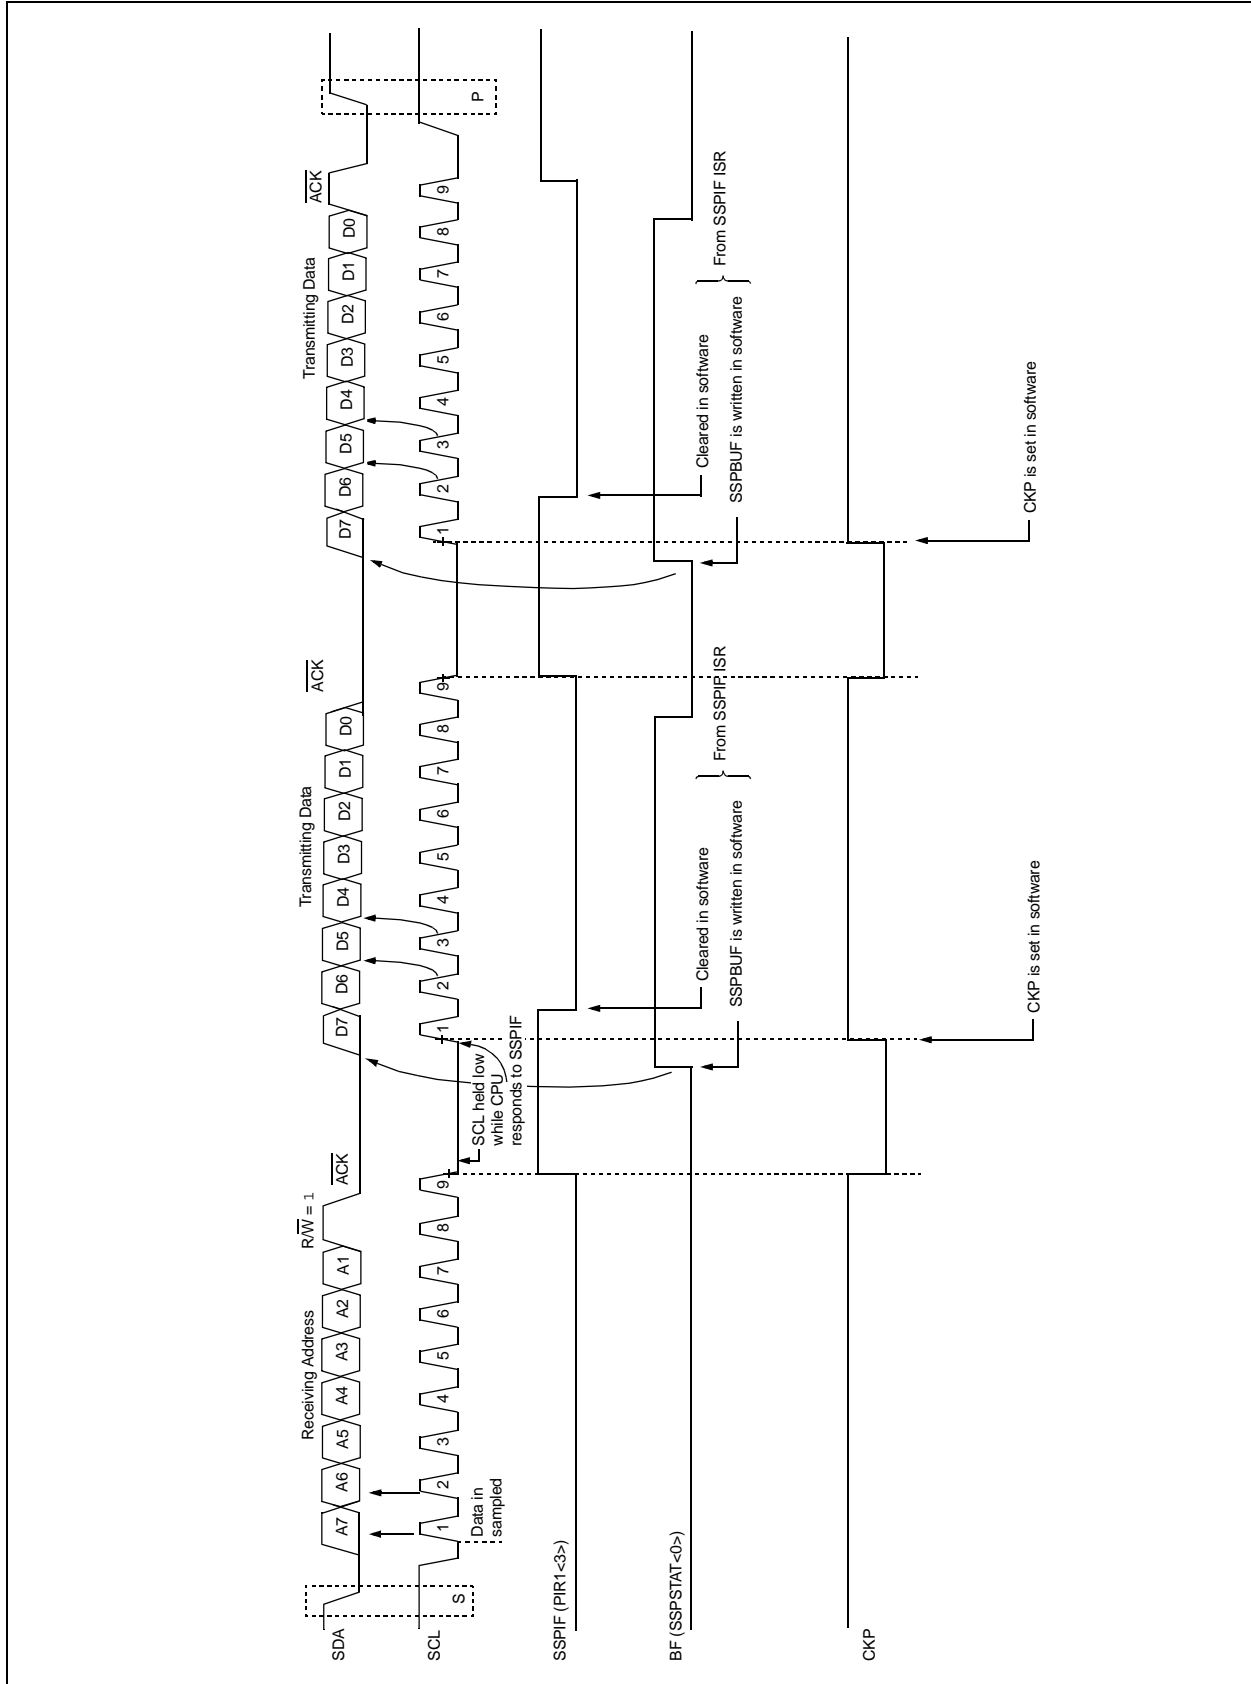 Receiving Address
R/W = 1
ACK
Transmitting Data
ACK
Transmitting Data
ACK
SDA
A7 A6 A5 A4 A3 A2 A1
D7 D6 D5 D4 D3 D2 D1 D0
D7 D6 D5 D4 D3 D2 D1 D0
SCL
1 2 3 4 5 6 7 8 9
1 2 3 4 5 6 7 8 9
1 2 3 4 5 6 7 8 9
S
P
Data in
sampled
SCL held low
while CPU
responds to SSPIF
SSPIF (PIR1<3>)
BF (SSPSTAT<0>)
Cleared in software
From SSPIF ISR
SSPBUF is written in software
Cleared in software
From SSPIF ISR
SSPBUF is written in software
CKP
CKP is set in software
CKP is set in software